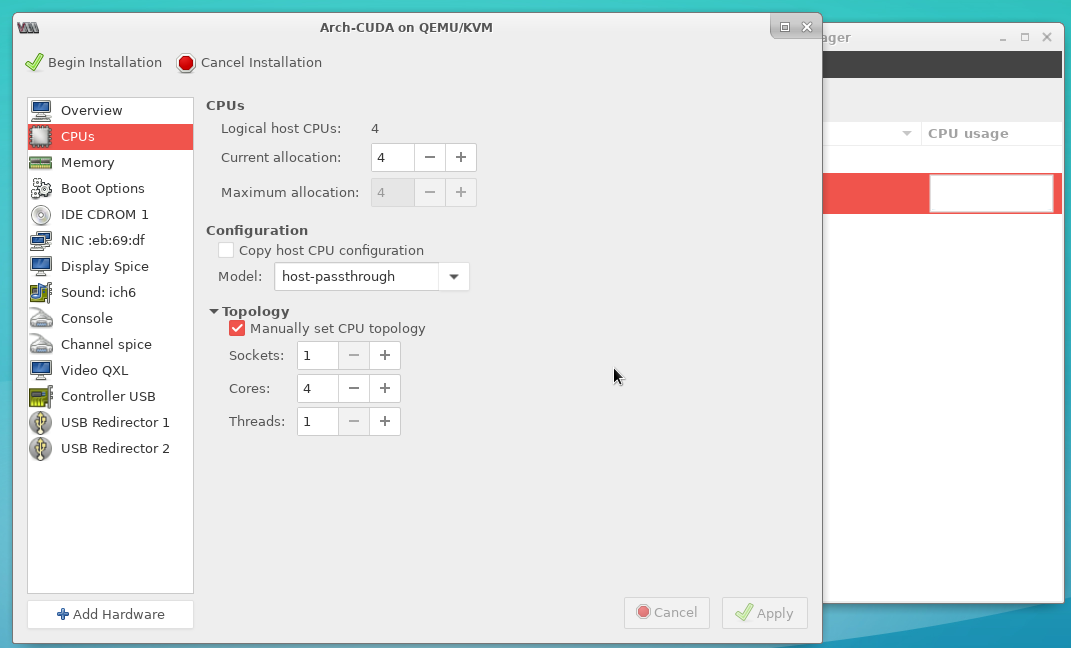 Arch-CUDA on QEMU/KVM
ager
Begin Installation
Cancel Installation
Overview
CPUs
Memory
Boot Options
IDE CDROM 1
NIC :eb:69:df
Display Spice
Sound: ich6
Console
Channel spice
Video QXL
Controller USB
USB Redirector 1
USB Redirector 2
Add Hardware
CPUs
Logical host CPUs: 4
Current allocation: 4
Maximum allocation: 4
Configuration
Copy host CPU configuration
Model: host-passthrough
Topology
Manually set CPU topology
Sockets: 1
Cores: 4
Threads: 1
Cancel
Apply
CPU usage